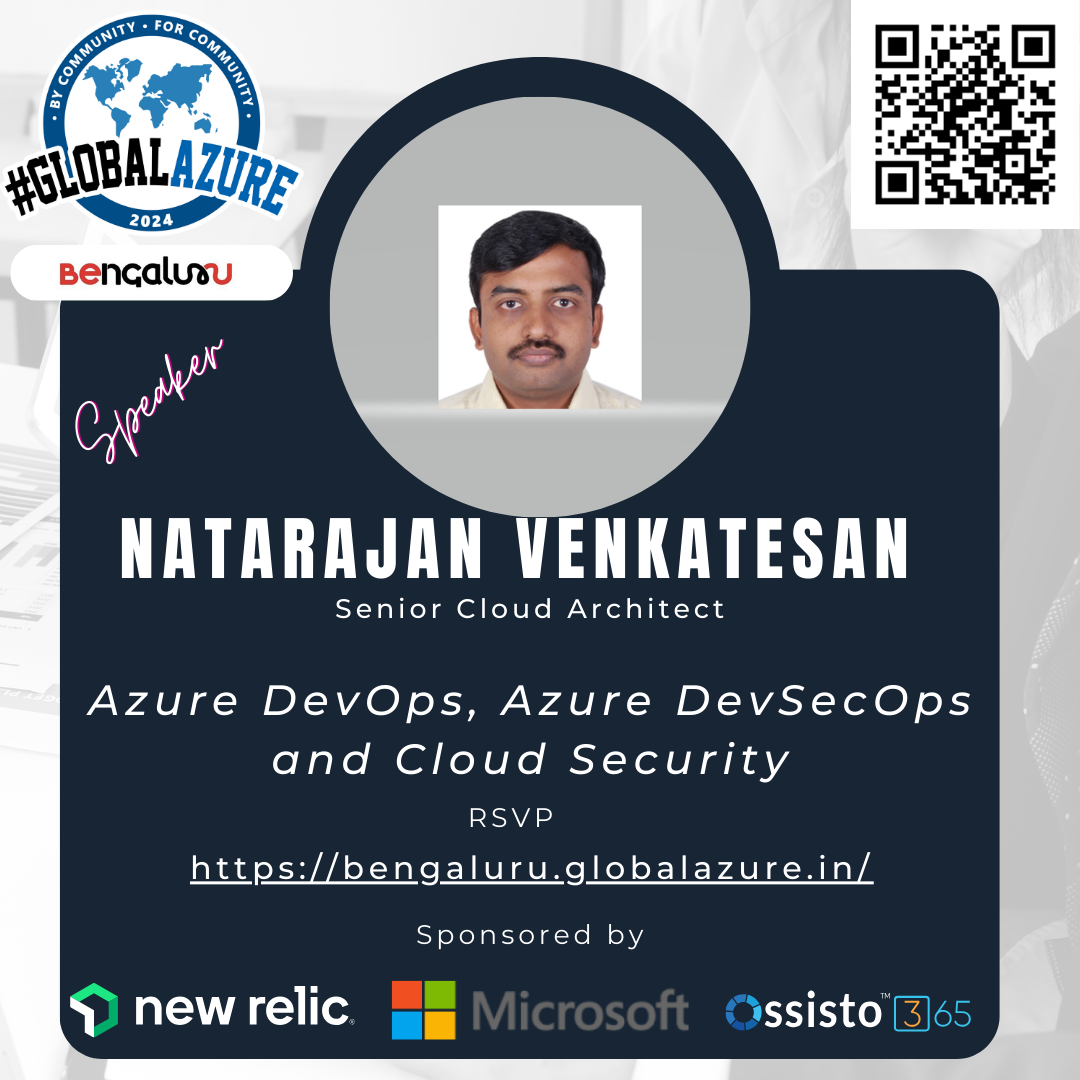 BY COMMUNITY • FOR COMMUNITY
#GLOBALAZURE
2024
Bengaluru
Speaker
NATARAJAN VENKATESAN
Senior Cloud Architect
Azure DevOps, Azure DevSecOps
and Cloud Security
RSVP
https://bengaluru.globalazure.in/
Sponsored by
new relic®
Microsoft
Ossisto™ 365